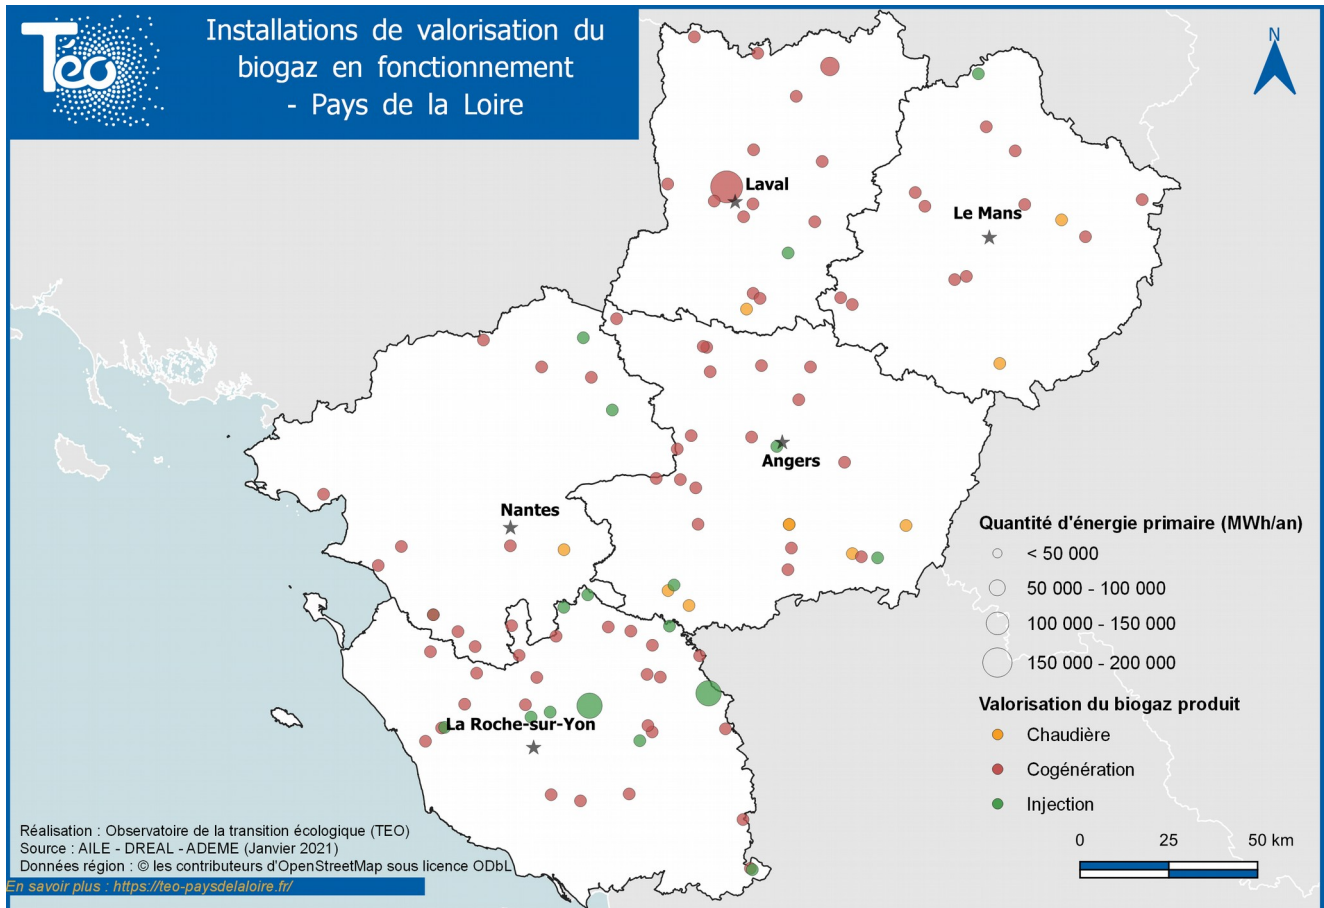 Téo
Installations de valorisation du
biogaz en fonctionnement
- Pays de la Loire
N
Laval
Le Mans
Angers
Nantes
La Roche-sur-Yon
Quantité d'énergie primaire (MWh/an)
< 50 000
50 000 - 100 000
100 000 - 150 000
150 000 - 200 000
Valorisation du biogaz produit
Chaudière
Cogénération
Injection
0 25 50 km
Réalisation : Observatoire de la transition écologique (TEO)
Source : AILE - DREAL - ADEME (Janvier 2021)
Données région : © les contributeurs d'OpenStreetMap sous licence ODbL
En savoir plus : https://teo-paysdelaloire.fr/